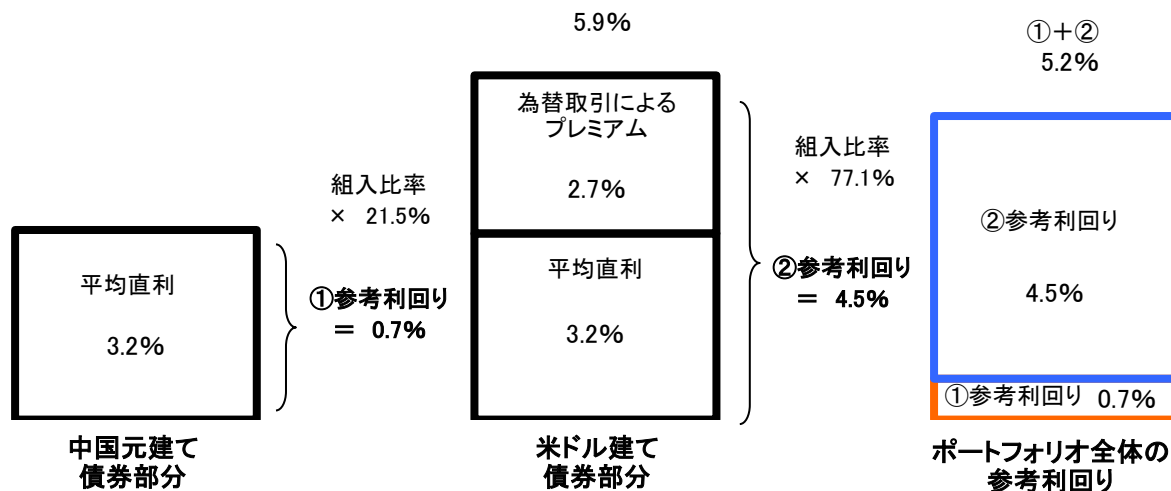 平均直利
3.2%
中国元建て
債券部分
組入比率
× 21.5%
①参考利回り
= 0.7%
5.9%
為替取引による
プレミアム
2.7%
平均直利
3.2%
米ドル建て
債券部分
組入比率
× 77.1%
②参考利回り
= 4.5%
①+②
5.2%
②参考利回り
4.5%
①参考利回り 0.7%
ポートフォリオ全体の
参考利回り